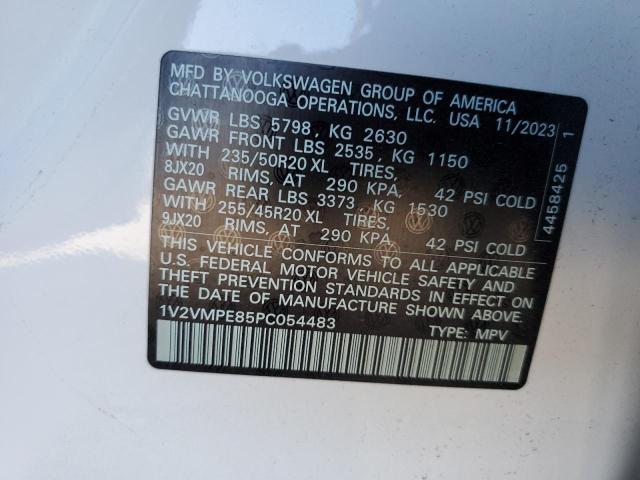 MFD BY VOLKSWAGEN GROUP OF AMERICA
CHATTANOOGA OPERATIONS, LLC. USA 11/2023
GVWR LBS 5798, KG 2630
GAWR FRONT LBS 2535, KG 1150
WITH 235/50R20 XL TIRES,
8JX20 RIMS, AT 290 KPA, 42 PSI COLD
GAWR REAR LBS 3373, KG 1530
WITH 255/45R20 XL TIRES,
9JX20 RIMS, AT 290 KPA, 42 PSI COLD
THIS VEHICLE CONFORMS TO ALL APPLICABLE
U.S. FEDERAL MOTOR VEHICLE SAFETY AND
THEFT PREVENTION STANDARDS IN EFFECT ON
THE DATE OF MANUFACTURE SHOWN ABOVE.
1V2VMPE85PC054483 TYPE: MPV
4458425 1